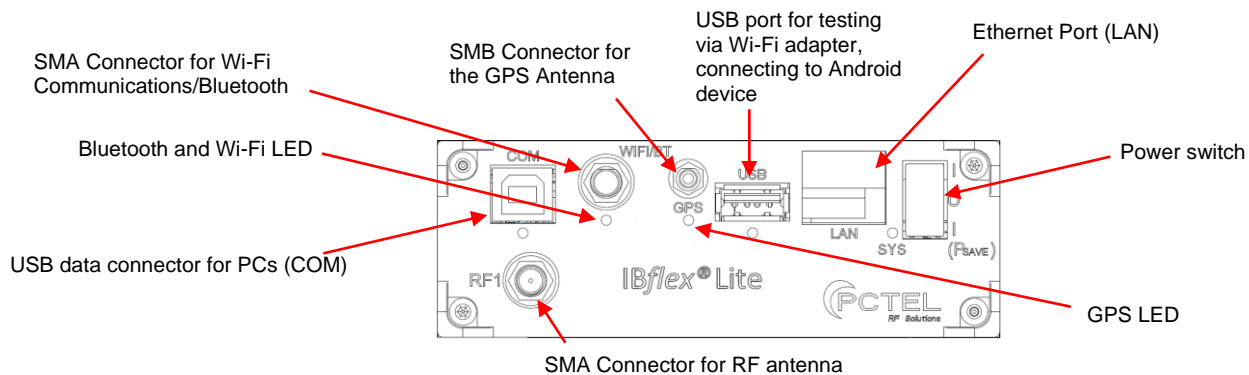 USB port for testing
via Wi-Fi adapter,
connecting to Android
device
Ethernet Port (LAN)
SMA Connector for Wi-Fi
Communications/Bluetooth
SMB Connector for
the GPS Antenna
Bluetooth and Wi-Fi LED
Power switch
COM
WIFI/BT
USB
GPS
LAN
SYS
(PSAVE)
USB data connector for PCs (COM)
RF1
IBflex® Lite
PCTEL
RF Solutions
GPS LED
SMA Connector for RF antenna